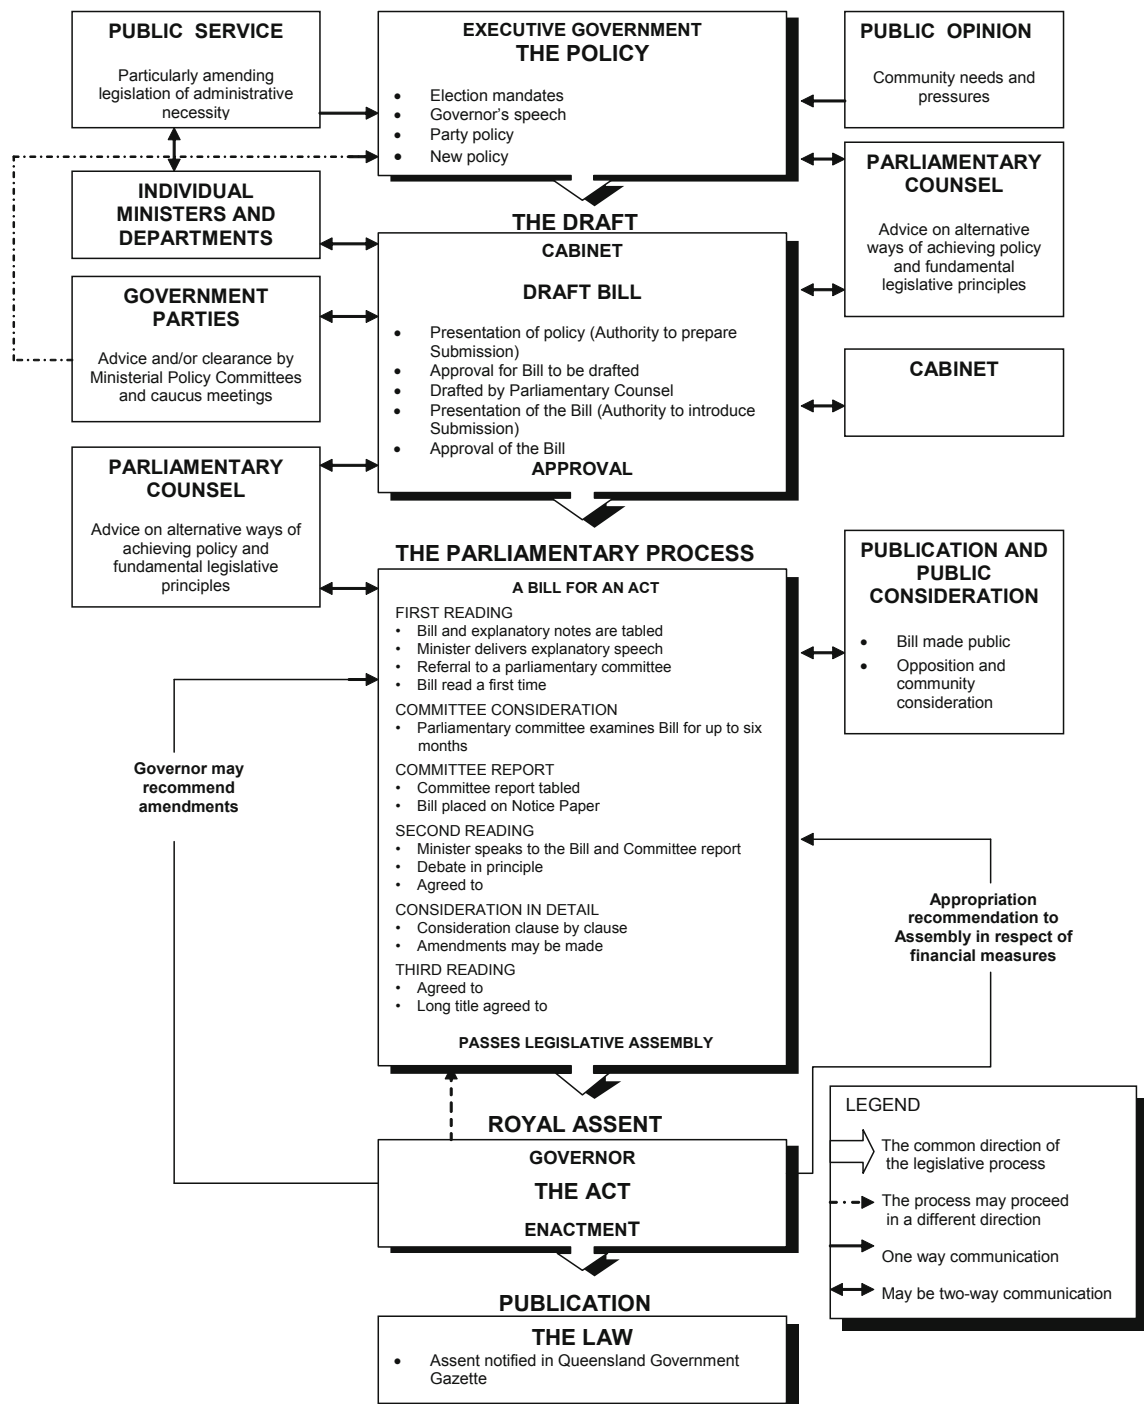 PUBLIC SERVICE
Particularly amending
legislation of administrative
necessity
EXECUTIVE GOVERNMENT
THE POLICY
• Election mandates
• Governor's speech
• Party policy
• New policy
PUBLIC OPINION
Community needs and
pressures
INDIVIDUAL
MINISTERS AND
DEPARTMENTS
PARLIAMENTARY
COUNSEL
Advice on alternative
ways of achieving policy
and fundamental
legislative principles
THE DRAFT
CABINET
DRAFT BILL
• Presentation of policy (Authority to prepare
Submission)
• Approval for Bill to be drafted
• Drafted by Parliamentary Counsel
• Presentation of the Bill (Authority to introduce
Submission)
• Approval of the Bill
APPROVAL
GOVERNMENT
PARTIES
Advice and/or clearance by
Ministerial Policy Committees
and caucus meetings
CABINET
PARLIAMENTARY
COUNSEL
Advice on alternative ways of
achieving policy and
fundamental legislative
principles
THE PARLIAMENTARY PROCESS
A BILL FOR AN ACT
FIRST READING
• Bill and explanatory notes are tabled
• Minister delivers explanatory speech
• Referral to a parliamentary committee
• Bill read a first time
COMMITTEE CONSIDERATION
• Parliamentary committee examines Bill for up to six
months
COMMITTEE REPORT
• Committee report tabled
• Bill placed on Notice Paper
SECOND READING
• Minister speaks to the Bill and Committee report
• Debate in principle
• Agreed to
CONSIDERATION IN DETAIL
• Consideration clause by clause
• Amendments may be made
THIRD READING
• Agreed to
• Long title agreed to
PASSES LEGISLATIVE ASSEMBLY
PUBLICATION AND
PUBLIC
CONSIDERATION
• Bill made public
• Opposition and
community
consideration
Governor may
recommend
amendments
Appropriation
recommendation to
Assembly in respect of
financial measures
ROYAL ASSENT
GOVERNOR
THE ACT
ENACTMENT
LEGEND
The common direction of
the legislative process
The process may proceed
in a different direction
One way communication
May be two-way communication
PUBLICATION
THE LAW
• Assent notified in Queensland Government
Gazette